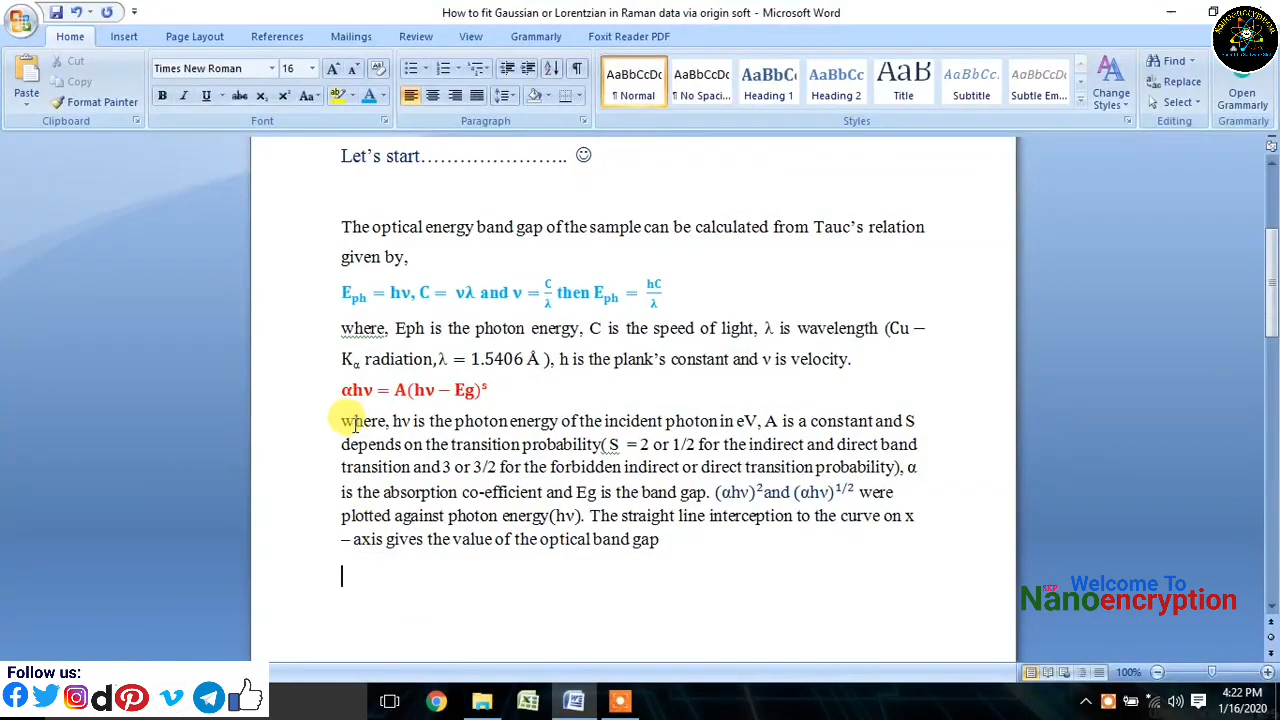 How to fit Gaussian or Lorentzian in Raman data via origin soft - Microsoft Word
Home Insert Page Layout References Mailings Review View Grammarly Foxit Reader PDF
Paste Cut Copy Format Painter
Times New Roman 16
AaBbCcDc AaBbCcDc AaBbC AaBbCc AaB AaBbCc. AaBbCcDc
¶ Normal ¶ No Spaci... Heading 1 Heading 2 Title Subtitle Subtle Em...
Change Styles
Find Replace Select
Open Grammarly
Clipboard Font Paragraph Styles Editing Grammarly
Let’s start…………………..  ☺
The optical energy band gap of the sample can be calculated from Tauc’s relation
given by,
E_ph = hν, C = νλ and ν = C/λ then E_ph = hC/λ
where, Eph is the photon energy, C is the speed of light, λ is wavelength (Cu −
Kα radiation, λ = 1.5406 Å ), h is the plank’s constant and ν is velocity.
αhν = A(hν − Eg)^s
where, hν is the photon energy of the incident photon in eV, A is a constant and S
depends on the transition probability( S = 2 or 1/2 for the indirect and direct band
transition and 3 or 3/2 for the forbidden indirect or direct transition probability), α
is the absorption co-efficient and Eg is the band gap. (αhν)²and (αhν)^1/2 were
plotted against photon energy(hν). The straight line interception to the curve on x
– axis gives the value of the optical band gap
Welcome To
SKP Nanoencryption
Follow us:
100%
4:22 PM
1/16/2020